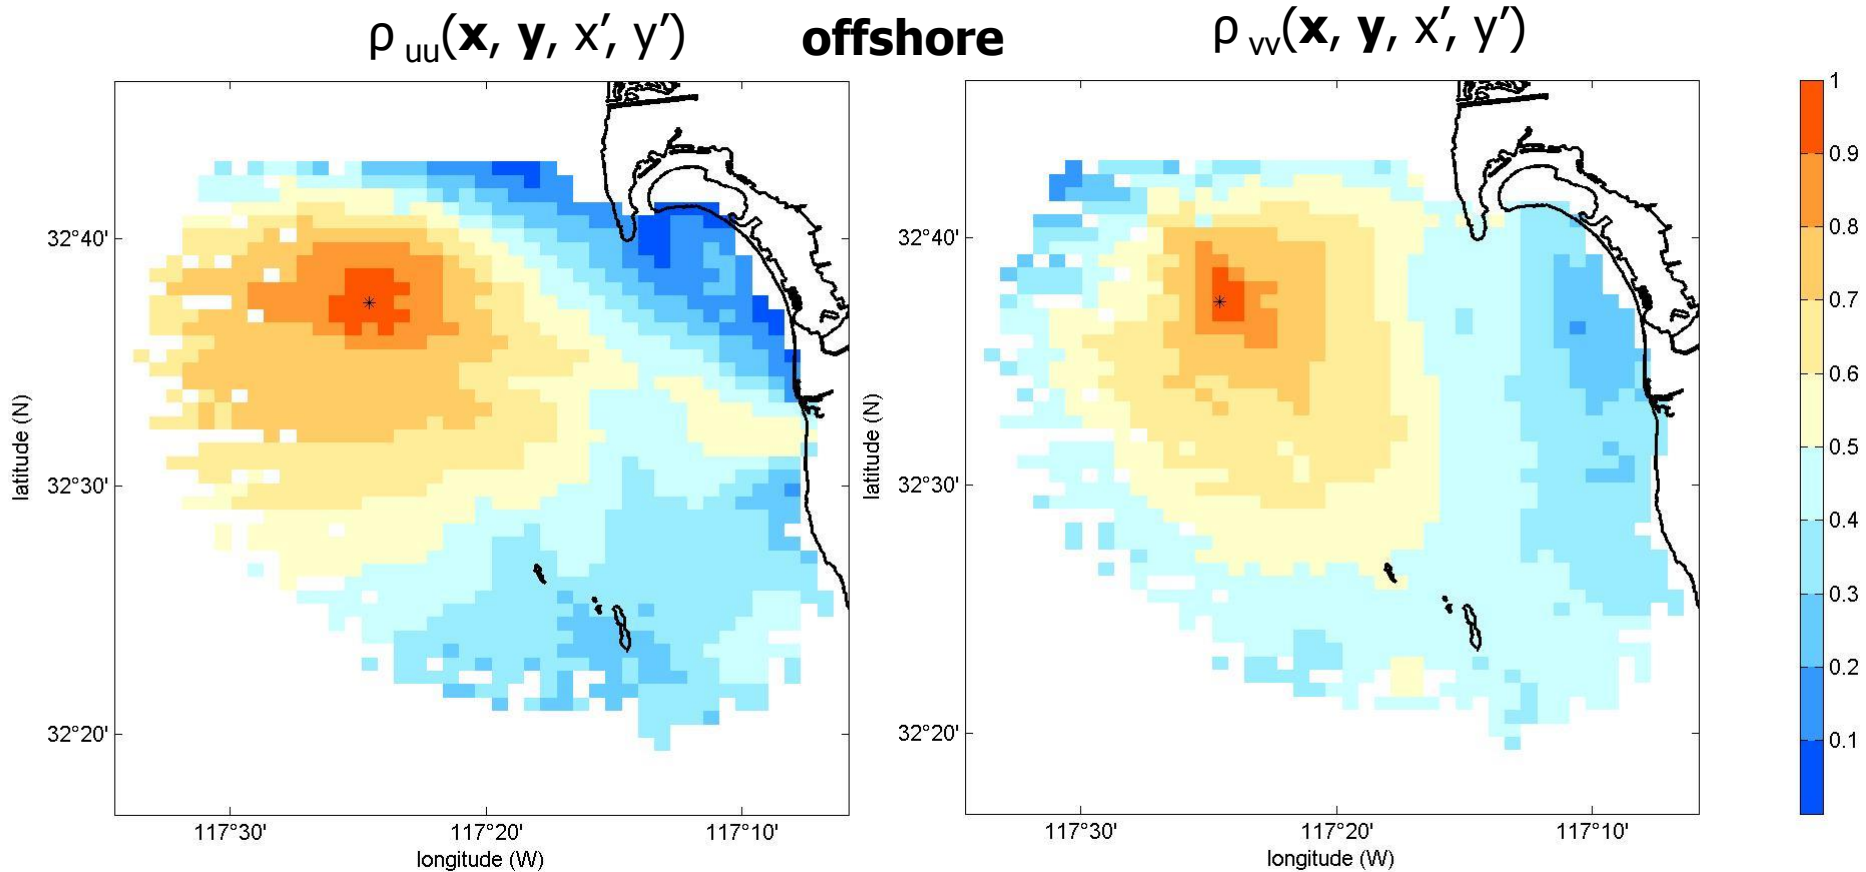 ρ uu(x, y, x′, y′) offshore ρ vv(x, y, x′, y′)
32°40'
32°30'
32°20'
latitude (N)
117°30' 117°20' 117°10'
longitude (W)
32°40'
32°30'
32°20'
latitude (N)
117°30' 117°20' 117°10'
longitude (W)
1
0.9
0.8
0.7
0.6
0.5
0.4
0.3
0.2
0.1